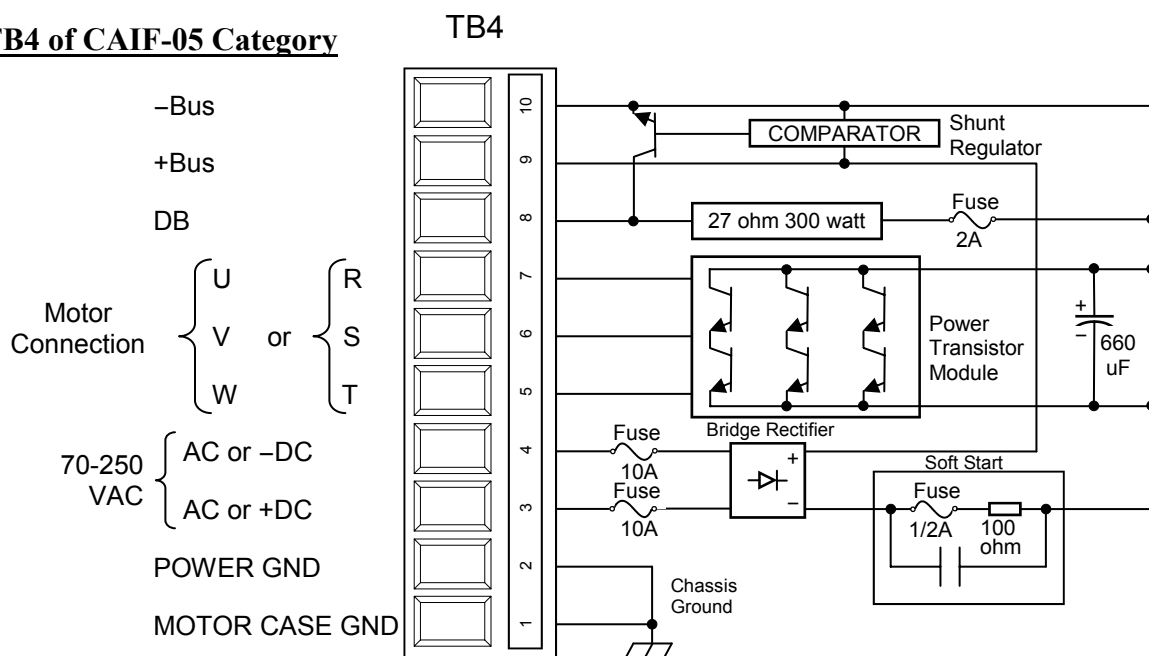 TB4 of CAIF-05 Category
TB4
–Bus
+Bus
DB
Motor
Connection
U
V
W
or
R
S
T
70-250
VAC
AC or –DC
AC or +DC
POWER GND
MOTOR CASE GND
10
9
8
7
6
5
4
3
2
1
COMPARATOR
Shunt
Regulator
27 ohm 300 watt
Fuse
2A
Power
Transistor
Module
+
–
660
uF
Fuse
10A
Fuse
10A
Bridge Rectifier
+
–
Soft Start
Fuse
1/2A
100
ohm
Chassis
Ground